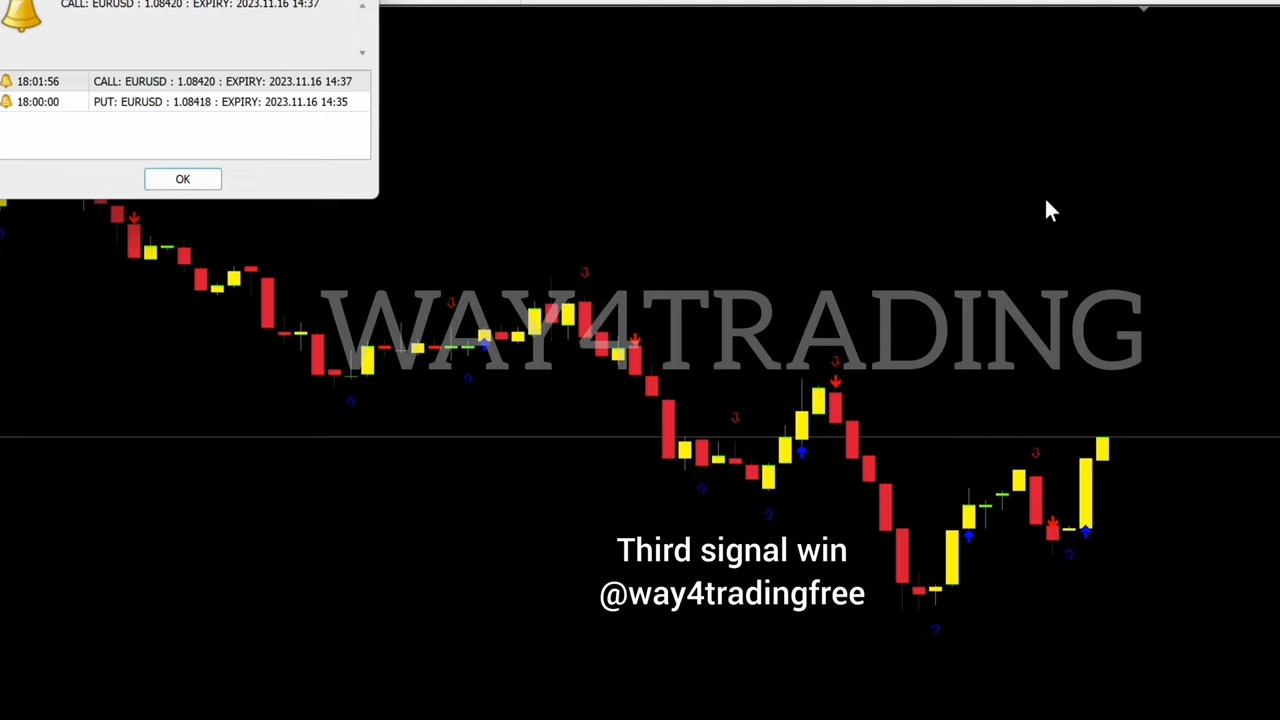 CALL: EURUSD : 1.08420 : EXPIRY: 2023.11.16 14:37
18:01:56 CALL: EURUSD : 1.08420 : EXPIRY: 2023.11.16 14:37
18:00:00 PUT: EURUSD : 1.08418 : EXPIRY: 2023.11.16 14:35
OK
WAY4TRADING
Third signal win
@way4tradingfree